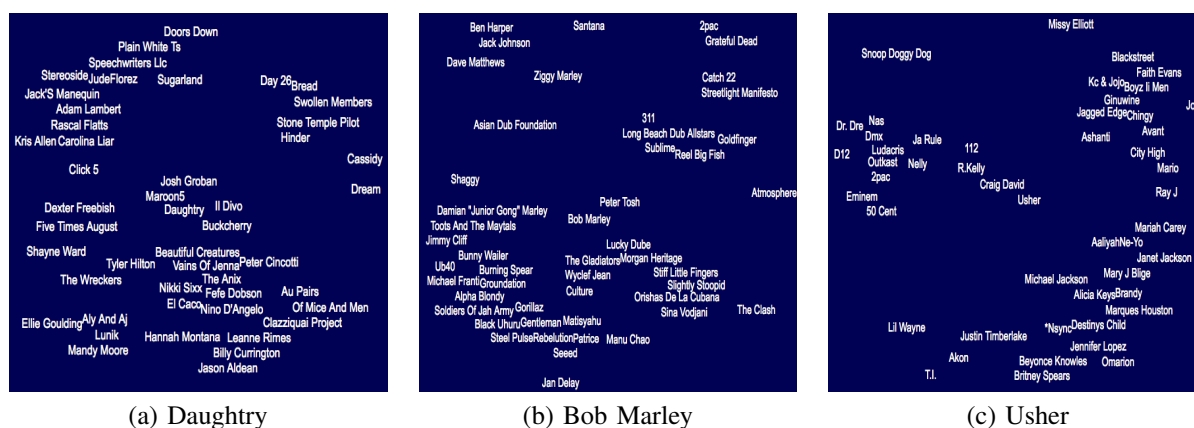 Doors Down
Plain White Ts
Speechwriters Llc
Stereoside
JudeFlorez
Sugarland
Day 26
Bread
Jack'S Manequin
Swollen Members
Adam Lambert
Rascal Flatts
Stone Temple Pilot
Kris Allen
Carolina Liar
Hinder
Cassidy
Click 5
Josh Groban
Dream
Maroon5
Dexter Freebish
Daughtry
Il Divo
Five Times August
Buckcherry
Shayne Ward
Beautiful Creatures
Tyler Hilton
Vains Of Jenna
Peter Cincotti
The Wreckers
The Anix
Nikki Sixx
Fefe Dobson
Au Pairs
El Caco
Nino D'Angelo
Of Mice And Men
Ellie Goulding
Aly And Aj
Clazziquai Project
Lunik
Hannah Montana
Leanne Rimes
Mandy Moore
Billy Currington
Jason Aldean
(a) Daughtry
Ben Harper
Santana
2pac
Jack Johnson
Grateful Dead
Dave Matthews
Ziggy Marley
Catch 22
Streetlight Manifesto
311
Asian Dub Foundation
Long Beach Dub Allstars
Goldfinger
Sublime
Reel Big Fish
Shaggy
Atmosphere
Peter Tosh
Damian "Junior Gong" Marley
Bob Marley
Toots And The Maytals
Jimmy Cliff
Lucky Dube
Bunny Wailer
The Gladiators
Morgan Heritage
Ub40
Burning Spear
Wyclef Jean
Stiff Little Fingers
Michael Franti
Groundation
Slightly Stoopid
Culture
Alpha Blondy
Orishas De La Cubana
Soldiers Of Jah Army
Gorillaz
Sina Vodjani
The Clash
Black Uhuru
Gentleman
Matisyahu
Steel Pulse
Rebelution
Patrice
Manu Chao
Seeed
Jan Delay
(b) Bob Marley
Missy Elliott
Snoop Doggy Dog
Blackstreet
Faith Evans
Kc & Jojo
Boyz Ii Men
Ginuwine
Jo
Jagged Edge
Chingy
Nas
Dr. Dre
Dmx
Ja Rule
Ashanti
Avant
D12
Ludacris
112
City High
Outkast
Nelly
R.Kelly
Mario
2pac
Craig David
Eminem
Usher
Ray J
50 Cent
Mariah Carey
Aaliyah
Ne-Yo
Janet Jackson
Michael Jackson
Mary J Blige
Alicia Keys
Brandy
Marques Houston
Lil Wayne
Justin Timberlake
*Nsync
Destinys Child
Jennifer Lopez
Akon
Beyonce Knowles
Omarion
T.I.
Britney Spears
(c) Usher